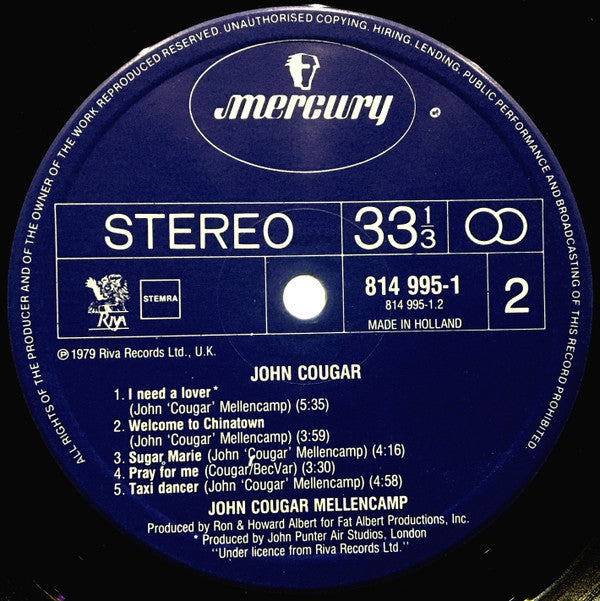 ALL RIGHTS OF THE PRODUCER AND OF THE OWNER OF THE WORK REPRODUCED RESERVED. UNAUTHORISED COPYING, HIRING, LENDING, PUBLIC PERFORMANCE AND BROADCASTING OF THIS RECORD PROHIBITED.
mercury
STEREO 33 1/3
Riva STEMRA 814 995-1 2
814 995-1.2
MADE IN HOLLAND
℗ 1979 Riva Records Ltd., U.K.
JOHN COUGAR
1. I need a lover*
(John 'Cougar' Mellencamp) (5:35)
2. Welcome to Chinatown
(John 'Cougar' Mellencamp) (3:59)
3. Sugar Marie (John 'Cougar' Mellencamp) (4:16)
4. Pray for me (Cougar/BecVar) (3:30)
5. Taxi dancer (John 'Cougar' Mellencamp) (4:58)
JOHN COUGAR MELLENCAMP
Produced by Ron & Howard Albert for Fat Albert Productions, Inc.
* Produced by John Punter Air Studios, London
"Under licence from Riva Records Ltd."